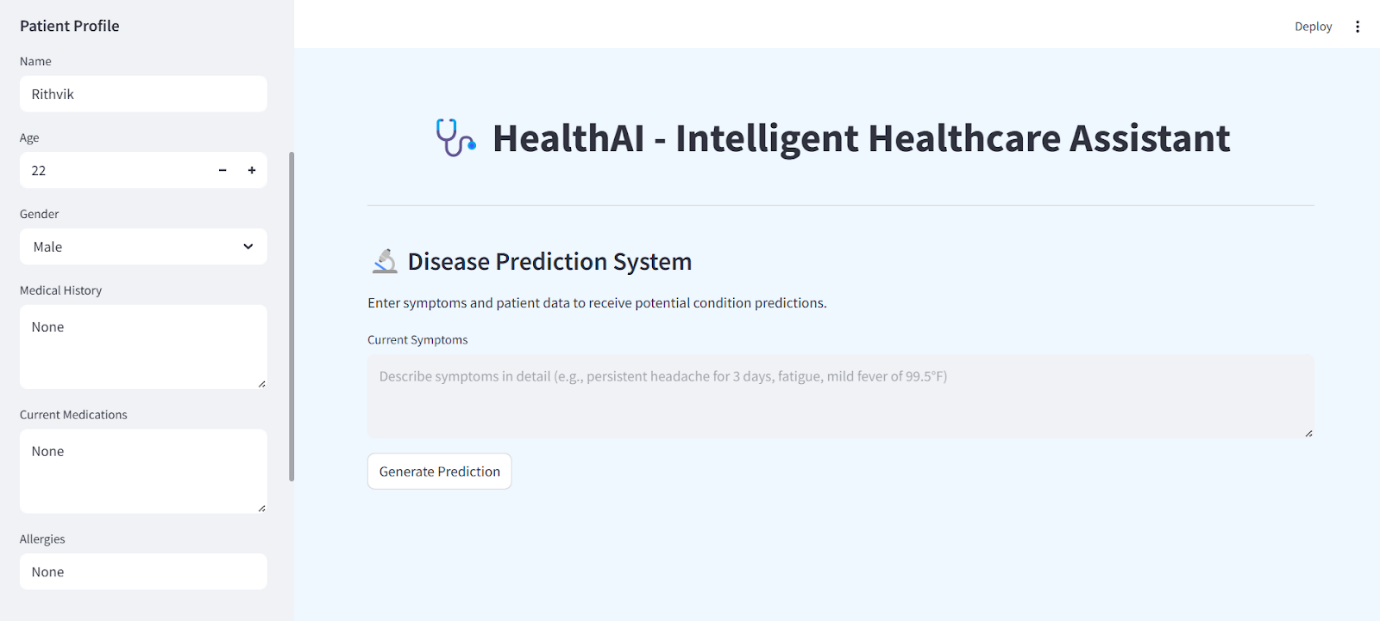 Patient Profile
Name
Rithvik
Age
22
Gender
Male
Medical History
None
Current Medications
None
Allergies
None
Deploy
HealthAI - Intelligent Healthcare Assistant
Disease Prediction System
Enter symptoms and patient data to receive potential condition predictions.
Current Symptoms
Describe symptoms in detail (e.g., persistent headache for 3 days, fatigue, mild fever of 99.5°F)
Generate Prediction